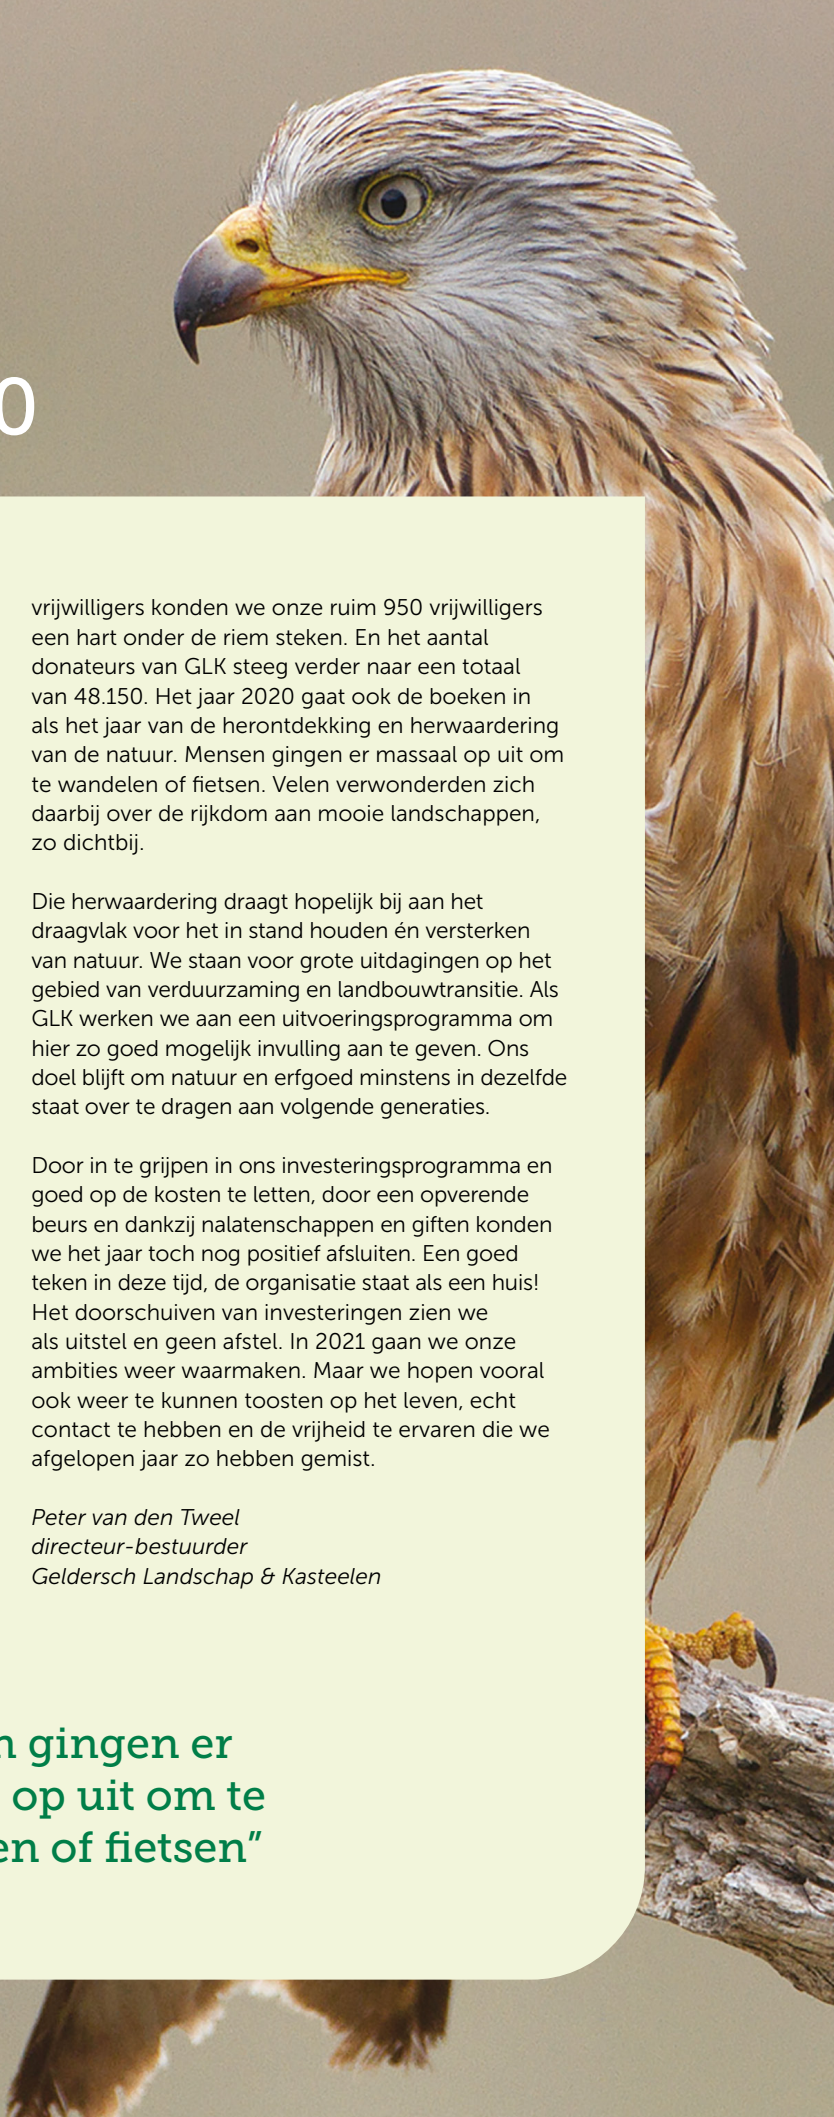 0
vrijwilligers konden we onze ruim 950 vrijwilligers
een hart onder de riem steken. En het aantal
donateurs van GLK steeg verder naar een totaal
van 48.150. Het jaar 2020 gaat ook de boeken in
als het jaar van de herontdekking en herwaardering
van de natuur. Mensen gingen er massaal op uit om
te wandelen of fietsen. Velen verwonderden zich
daarbij over de rijkdom aan mooie landschappen,
zo dichtbij.

Die herwaardering draagt hopelijk bij aan het
draagvlak voor het in stand houden én versterken
van natuur. We staan voor grote uitdagingen op het
gebied van verduurzaming en landbouwtransitie. Als
GLK werken we aan een uitvoeringsprogramma om
hier zo goed mogelijk invulling aan te geven. Ons
doel blijft om natuur en erfgoed minstens in dezelfde
staat over te dragen aan volgende generaties.

Door in te grijpen in ons investeringsprogramma en
goed op de kosten te letten, door een opverende
beurs en dankzij nalatenschappen en giften konden
we het jaar toch nog positief afsluiten. Een goed
teken in deze tijd, de organisatie staat als een huis!
Het doorschuiven van investeringen zien we
als uitstel en geen afstel. In 2021 gaan we onze
ambities weer waarmaken. Maar we hopen vooral
ook weer te kunnen toosten op het leven, echt
contact te hebben en de vrijheid te ervaren die we
afgelopen jaar zo hebben gemist.

Peter van den Tweel
directeur-bestuurder
Geldersch Landschap & Kasteelen

n gingen er
op uit om te
en of fietsen”